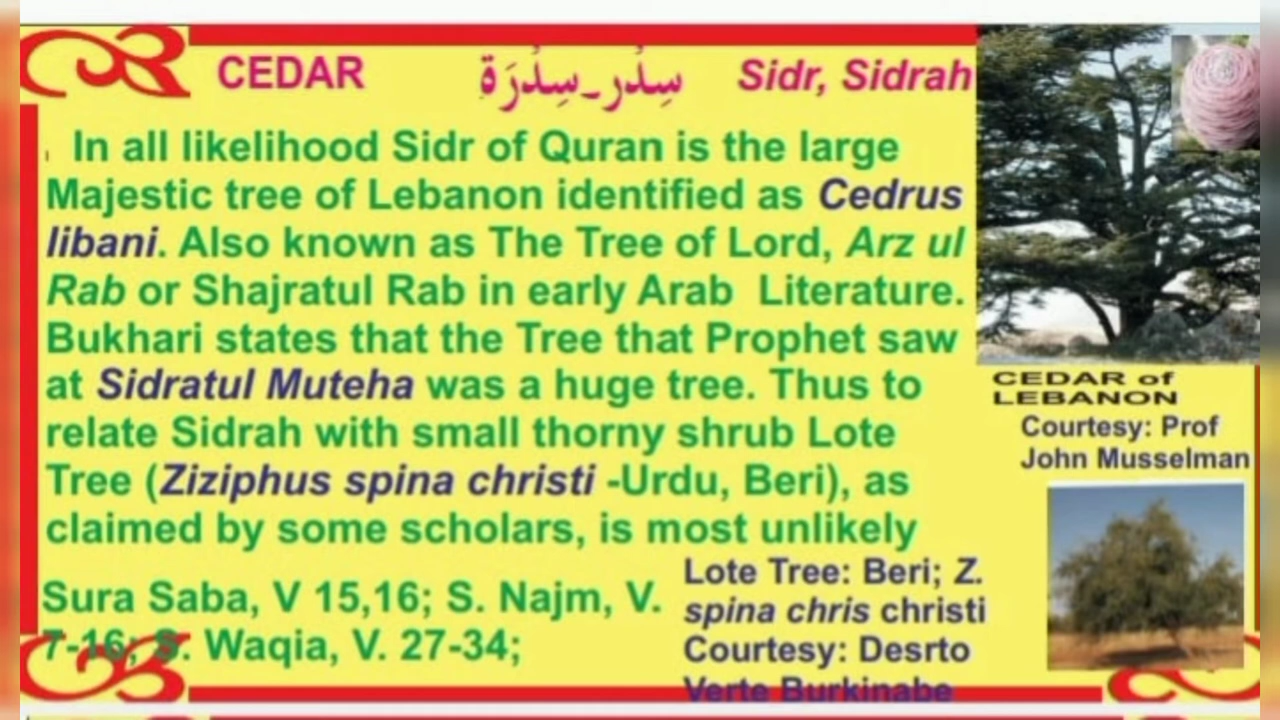 CEDAR سِدْر-سِدْرَة Sidr, Sidrah
In all likelihood Sidr of Quran is the large
Majestic tree of Lebanon identified as Cedrus
libani. Also known as The Tree of Lord, Arz ul
Rab or Shajratul Rab in early Arab Literature.
Bukhari states that the Tree that Prophet saw
at Sidratul Muteha was a huge tree. Thus to
relate Sidrah with small thorny shrub Lote
Tree (Ziziphus spina christi -Urdu, Beri), as
claimed by some scholars, is most unlikely
Sura Saba, V 15,16; S. Najm, V.
7-16; S. Waqia, V. 27-34;
CEDAR of
LEBANON
Courtesy: Prof
John Musselman
Lote Tree: Beri; Z.
spina chris christi
Courtesy: Desrto
Verte Burkinabe